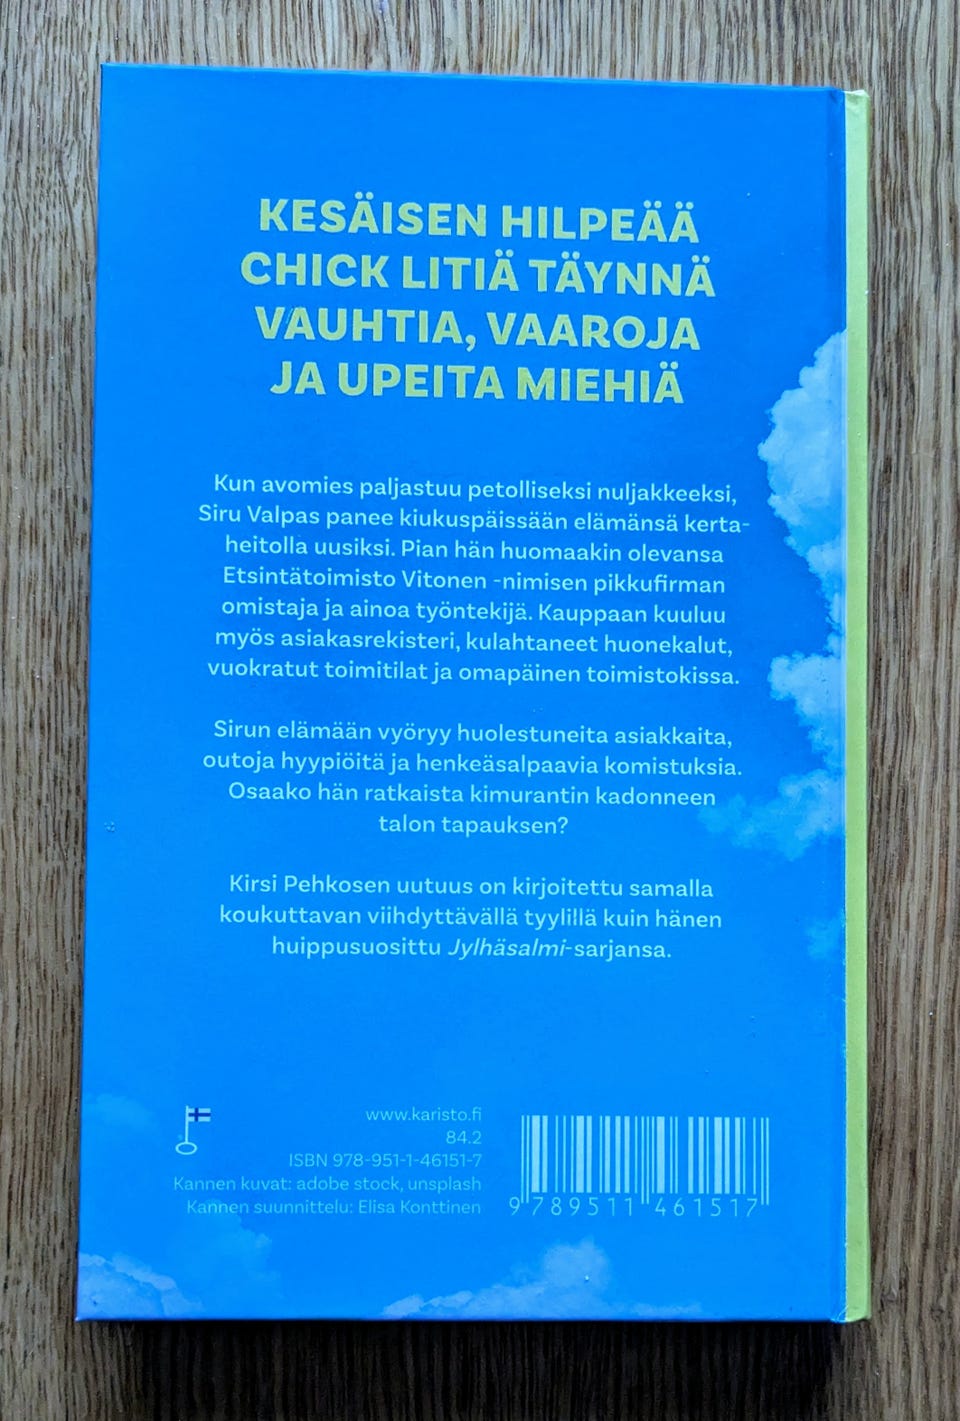 KESÄISEN HILPEÄÄ
CHICK LITIÄ TÄYNNÄ
VAUHTIA, VAAROJA
JA UPEITA MIEHIÄ
Kun avomies paljastuu petolliseksi nuljakkeeksi,
Siru Valpas panee kiukuspäissään elämänsä kerta-
heitolla uusiksi. Pian hän huomaakin olevansa
Etsintätoimisto Vitonen -nimisen pikkufirman
omistaja ja ainoa työntekijä. Kauppaan kuuluu
myös asiakasrekisteri, kulahtaneet huonekalut,
vuokratut toimitilat ja omapäinen toimistokissa.
Sirun elämään vyöryy huolestuneita asiakkaita,
outoja hyypiöitä ja henkeäsalpaavia komistuksia.
Osaako hän ratkaista kimurantin kadonneen
talon tapauksen?
Kirsi Pehkosen uutuus on kirjoitettu samalla
koukuttavan viihdyttävällä tyylillä kuin hänen
huippusuosittu Jylhäsalmi-sarjansa.
www.karisto.fi
84.2
ISBN 978-951-1-46151-7
Kannen kuvat: adobe stock, unsplash
Kannen suunnittelu: Elisa Konttinen
9 789511 461517